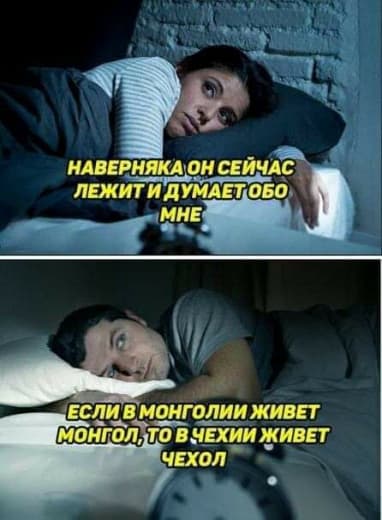 НАВЕРНЯКА ОН СЕЙЧАС
ЛЕЖИТ И ДУМАЕТ ОБО
МНЕ
ЕСЛИ В МОНГОЛИИ ЖИВЕТ
МОНГОЛ, ТО В ЧЕХИИ ЖИВЕТ
ЧЕХОЛ